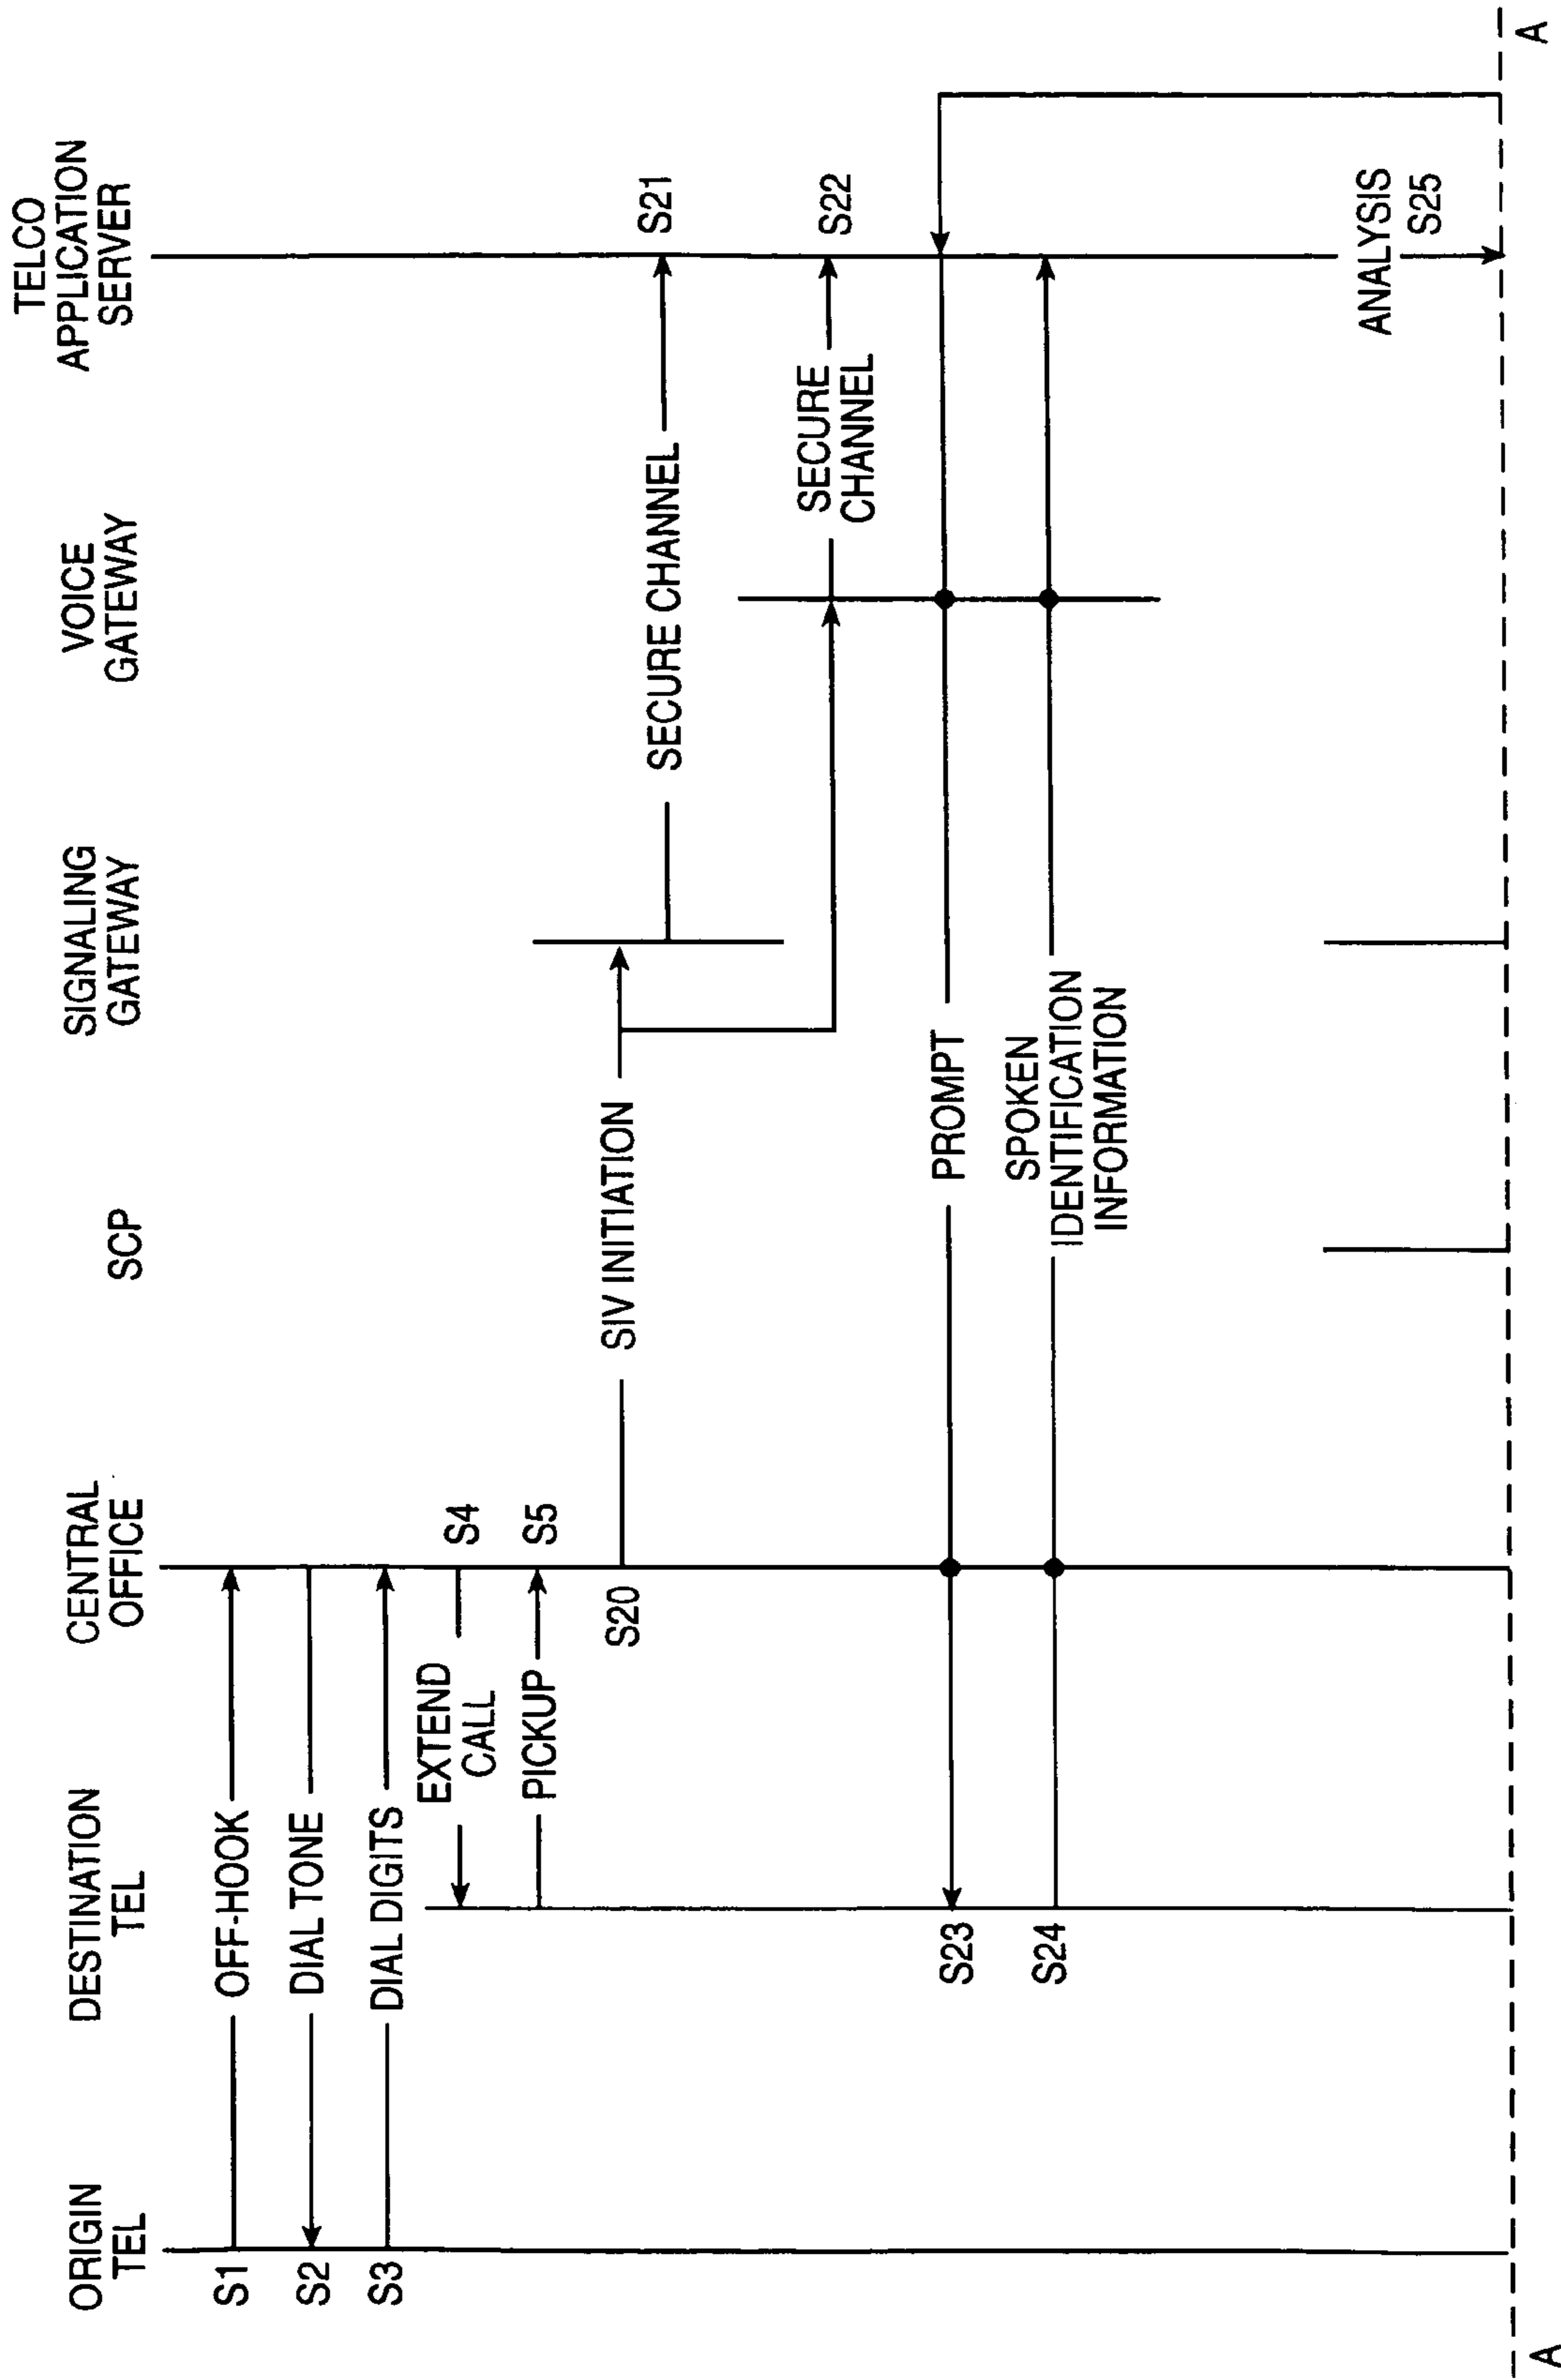 ORIGIN
TEL
DESTINATION
TEL
CENTRAL
OFFICE
SCP
SIGNALING
GATEWAY
VOICE
GATEWAY
TELCO
APPLICATION
SERVER
S1
OFF-HOOK
S2
DIAL TONE
S3
DIAL DIGITS
EXTEND
CALL
S4
PICKUP
S5
S20
SIV INITIATION
SECURE CHANNEL
S21
SECURE
CHANNEL
S22
S23
PROMPT
S24
SPOKEN
IDENTIFICATION
INFORMATION
ANALYSIS
S25
A
A